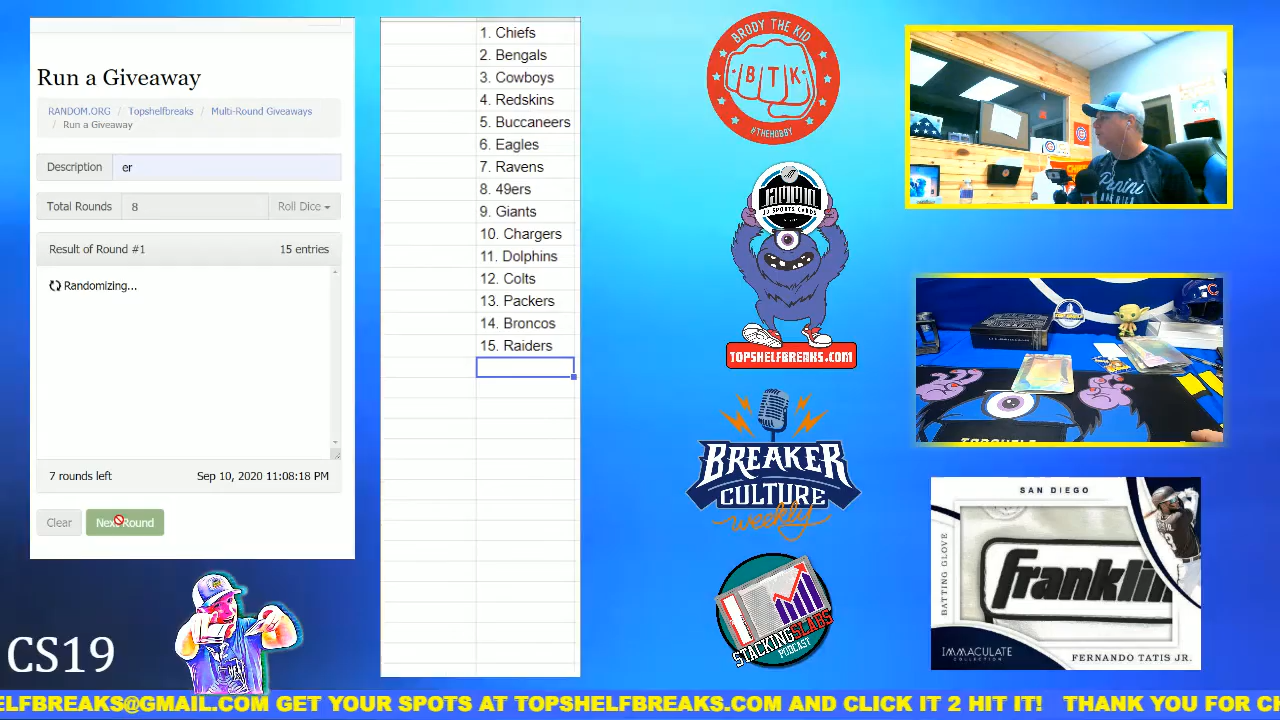 Run a Giveaway
RANDOM.ORG / Topshelfbreaks / Multi-Round Giveaways
/ Run a Giveaway
Description er
Total Rounds 8 Roll Dice
Result of Round #1 15 entries
Randomizing...
7 rounds left Sep 10, 2020 11:08:18 PM
Clear Next Round
CS19
1. Chiefs
2. Bengals
3. Cowboys
4. Redskins
5. Buccaneers
6. Eagles
7. Ravens
8. 49ers
9. Giants
10. Chargers
11. Dolphins
12. Colts
13. Packers
14. Broncos
15. Raiders
BRODY THE KID
BTK
#THEHOBBY
JAMMIN
JJ SPORTS CARDS
TOPSHELFBREAKS.COM
BREAKER
CULTURE
weekly
STACKING SLABS
PODCAST
Panini
AMERICA
SAN DIEGO
BATTING GLOVE
franklin
IMMACULATE
COLLECTION
FERNANDO TATIS JR.
ELFBREAKS@GMAIL.COM GET YOUR SPOTS AT TOPSHELFBREAKS.COM AND CLICK IT 2 HIT IT! THANK YOU FOR CH